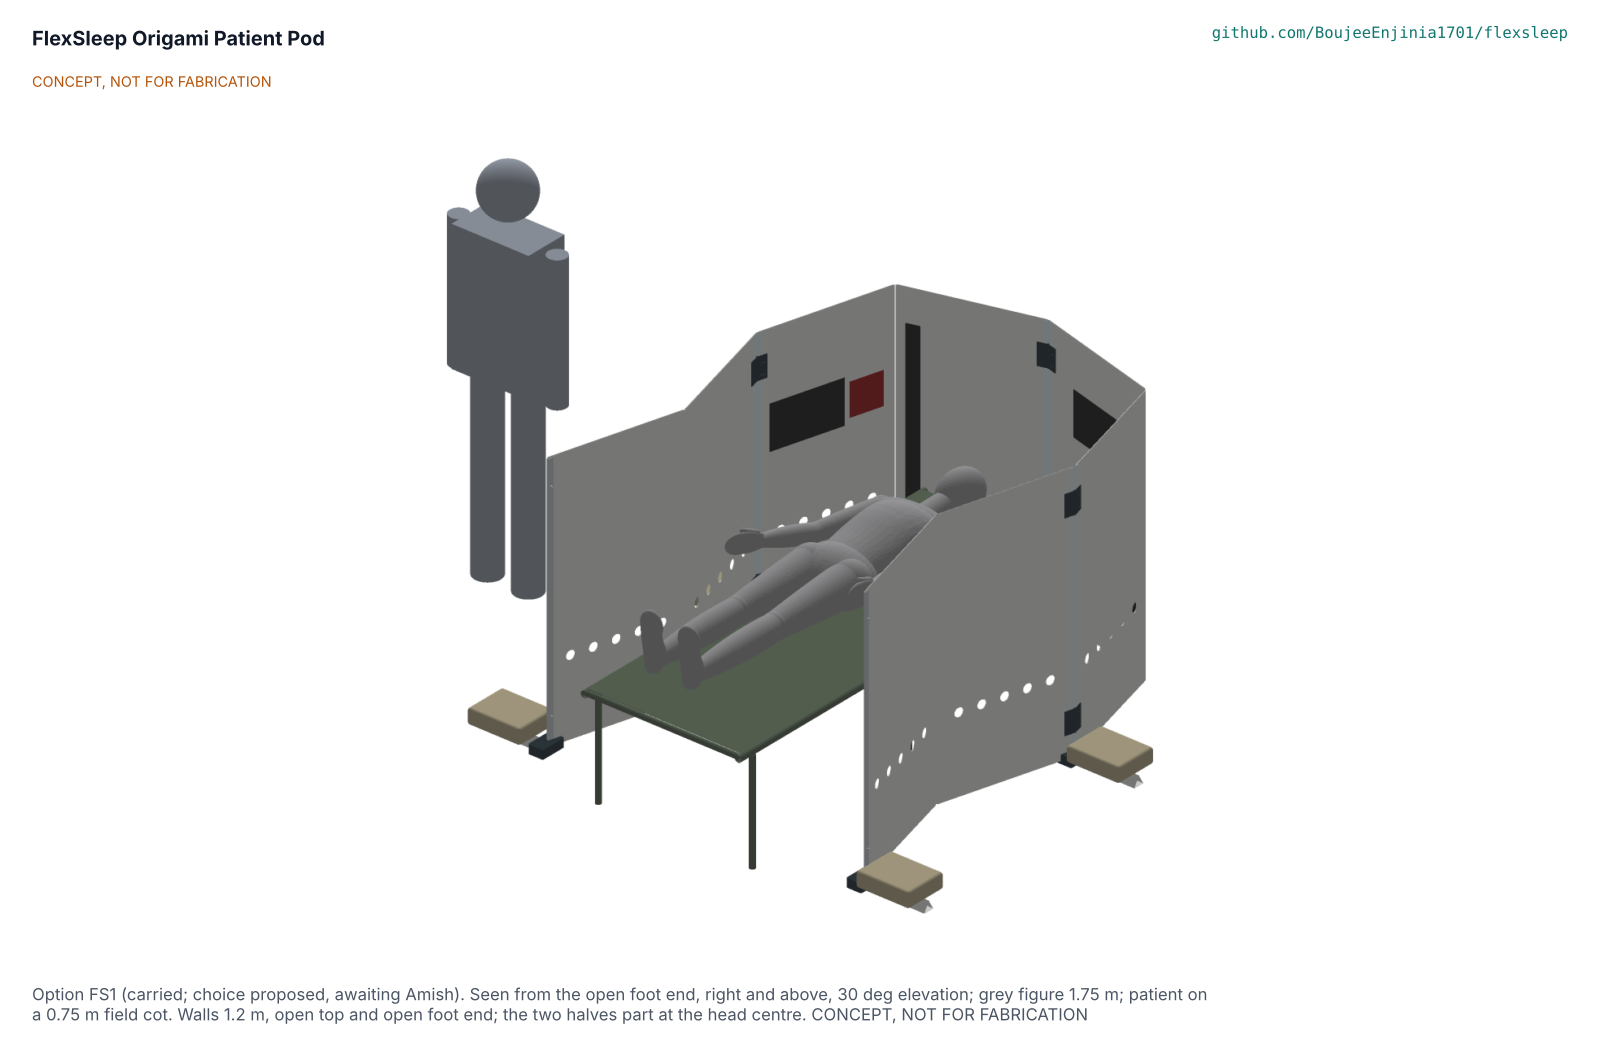 FlexSleep Origami Patient Pod
github.com/BoujeeEnjinia1701/flexsleep
CONCEPT, NOT FOR FABRICATION
Option FS1 (carried; choice proposed, awaiting Amish). Seen from the open foot end, right and above, 30 deg elevation; grey figure 1.75 m; patient on
a 0.75 m field cot. Walls 1.2 m, open top and open foot end; the two halves part at the head centre. CONCEPT, NOT FOR FABRICATION